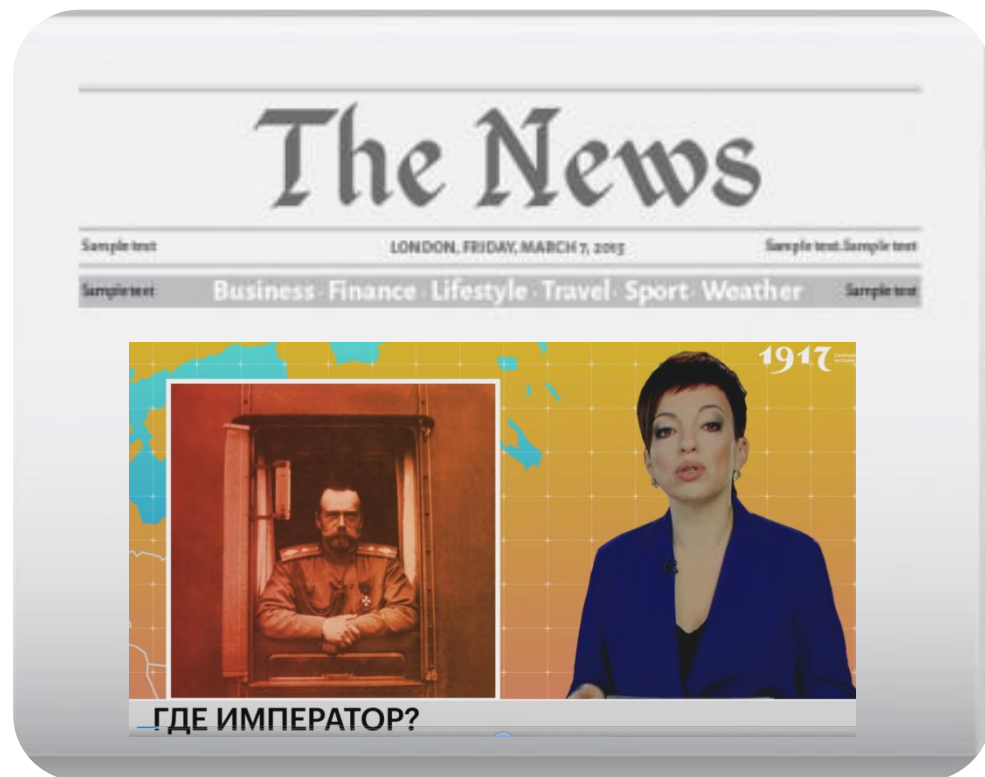 The News
Sample text
LONDON, FRIDAY, MARCH 7, 2015
Sample text.Sample text
Sample text
Business · Finance · Lifestyle · Travel · Sport · Weather
Sample text
1917
ГДЕ ИМПЕРАТОР?